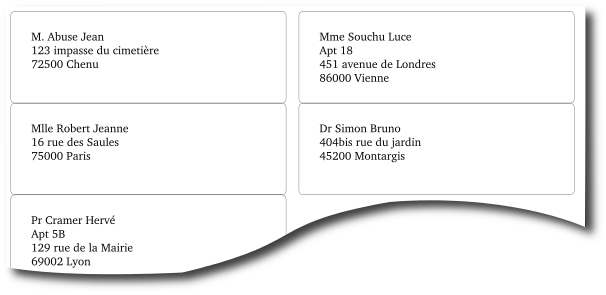 M. Abuse Jean
123 impasse du cimetière
72500 Chenu
Mme Souchu Luce
Apt 18
451 avenue de Londres
86000 Vienne
Mlle Robert Jeanne
16 rue des Saules
75000 Paris
Dr Simon Bruno
404bis rue du jardin
45200 Montargis
Pr Cramer Hervé
Apt 5B
129 rue de la Mairie
69002 Lyon